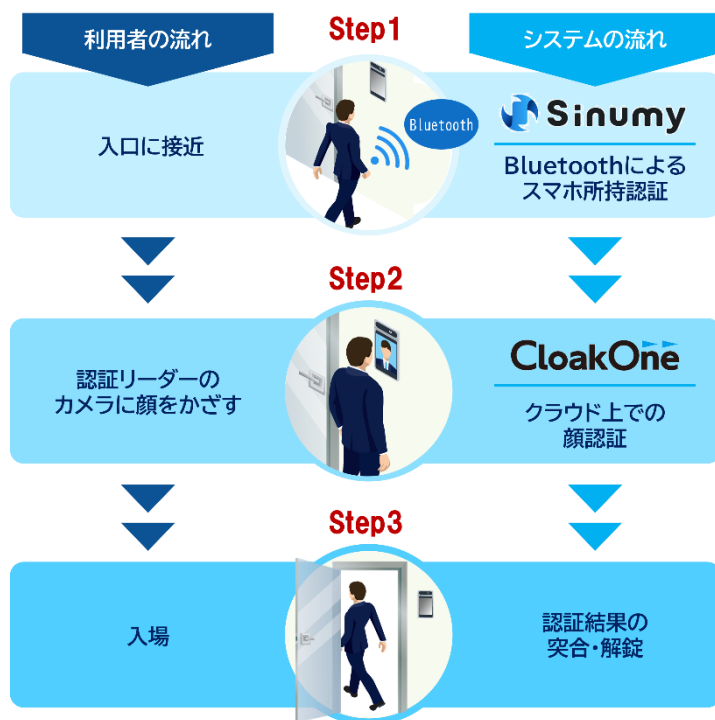 利用者の流れ
Step1
システムの流れ
入口に接近
Bluetooth
Sinumy
Bluetoothによる
スマホ所持認証
Step2
認証リーダーの
カメラに顔をかざす
CloakOne
クラウド上での
顔認証
Step3
入場
認証結果の
突合・解錠